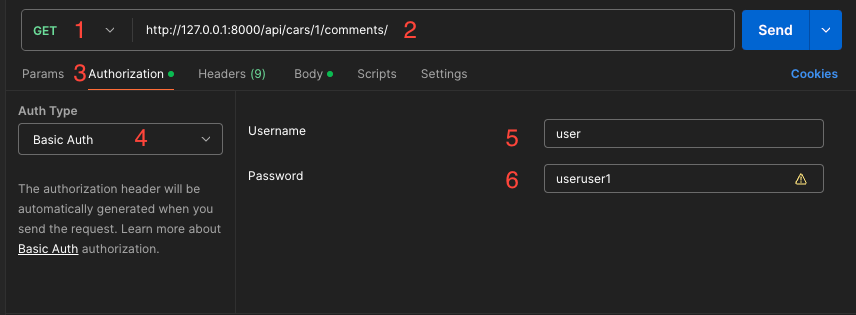 GET 1 http://127.0.0.1:8000/api/cars/1/comments/ 2 Send
Params 3 Authorization Headers (9) Body Scripts Settings Cookies
Auth Type
Basic Auth 4
The authorization header will be
automatically generated when you
send the request. Learn more about
Basic Auth authorization.
Username 5 user
Password 6 useruser1